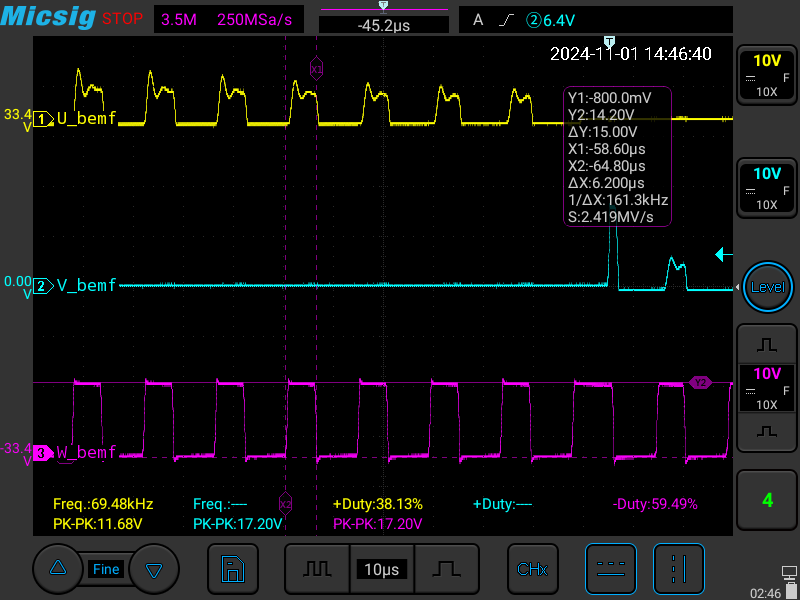 Micsig STOP 3.5M 250MSa/s -45.2µs A ②6.4V
T
2024-11-01 14:46:40
10V
F
10X
X1
33.4
V
1 U_bemf
Y1:-800.0mV
Y2:14.20V
ΔY:15.00V
X1:-58.60µs
X2:-64.80µs
ΔX:6.200µs
1/ΔX:161.3kHz
S:2.419MV/s
10V
F
10X
0.00
V
2 V_bemf
Level
10V
F
10X
Y2
-33.4
V
3 W_bemf
Freq.:69.48kHz Freq.:---- X2 +Duty:38.13% +Duty:---- -Duty:59.49%
PK-PK:11.68V PK-PK:17.20V PK-PK:17.20V
4
Fine 10µs CHx
02:46